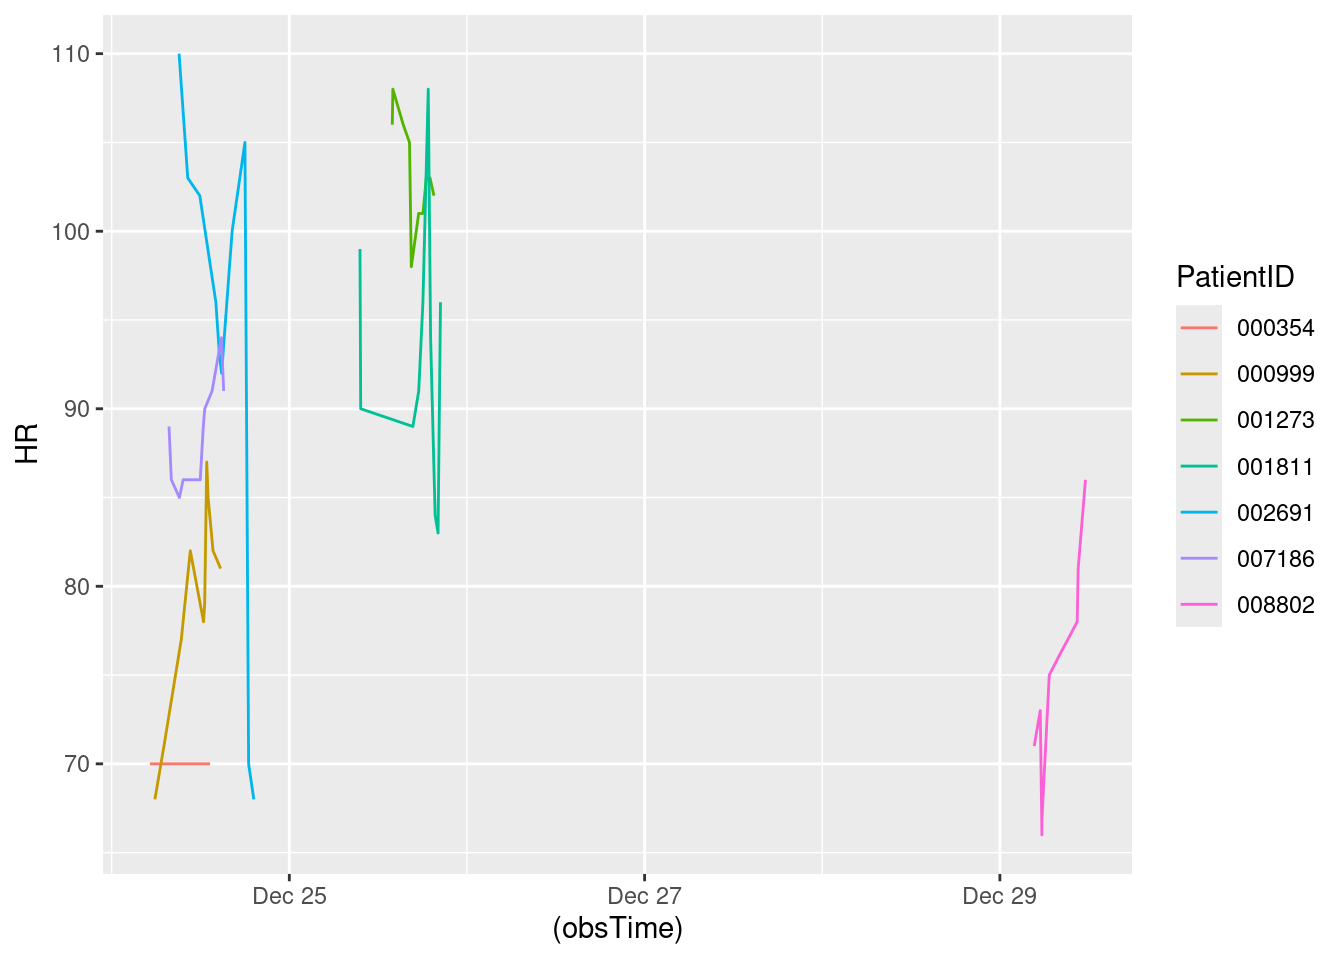 110
100
90
80
70
HR
Dec 25
Dec 27
Dec 29
(obsTime)
PatientID
000354
000999
001273
001811
002691
007186
008802